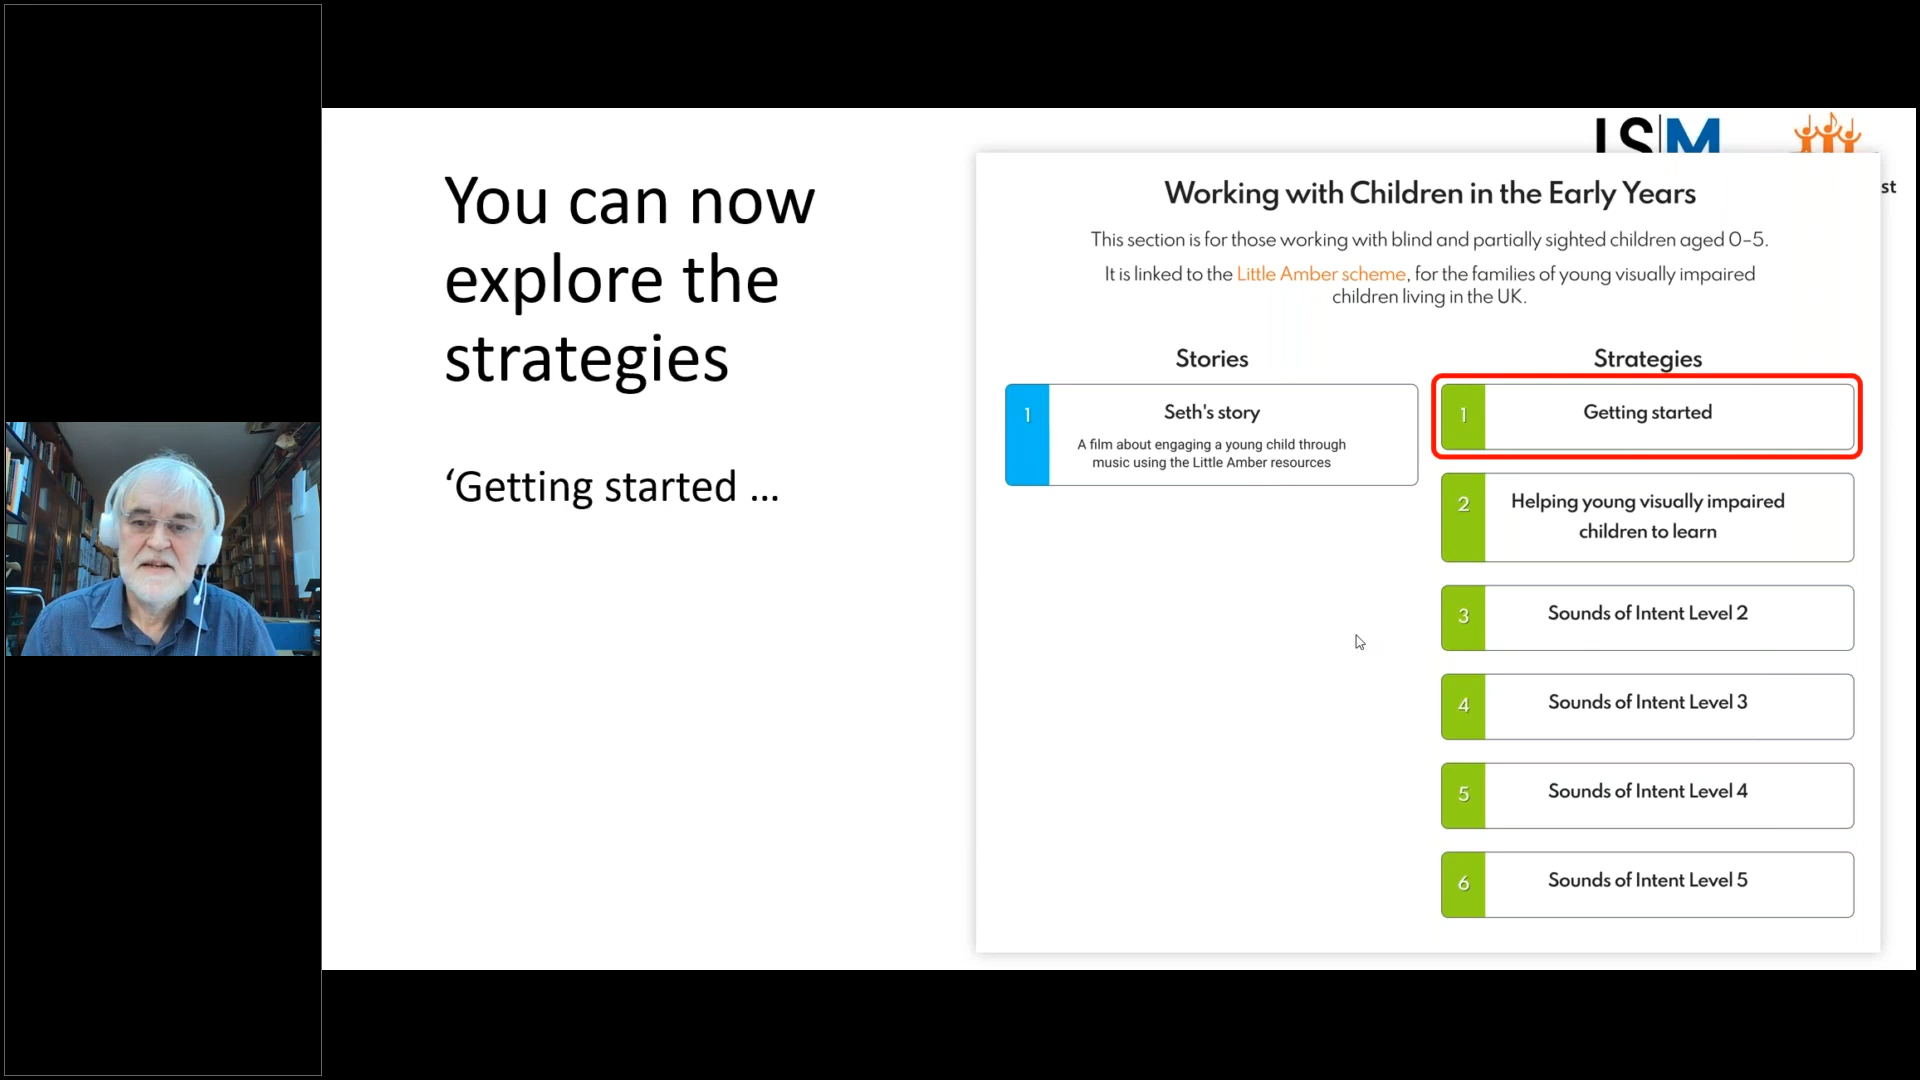 You can now
explore the
strategies
‘Getting started ...
ISM
st
Working with Children in the Early Years
This section is for those working with blind and partially sighted children aged 0–5.
It is linked to the Little Amber scheme, for the families of young visually impaired
children living in the UK.
Stories
1
Seth's story
A film about engaging a young child through
music using the Little Amber resources
Strategies
1
Getting started
2
Helping young visually impaired
children to learn
3
Sounds of Intent Level 2
4
Sounds of Intent Level 3
5
Sounds of Intent Level 4
6
Sounds of Intent Level 5